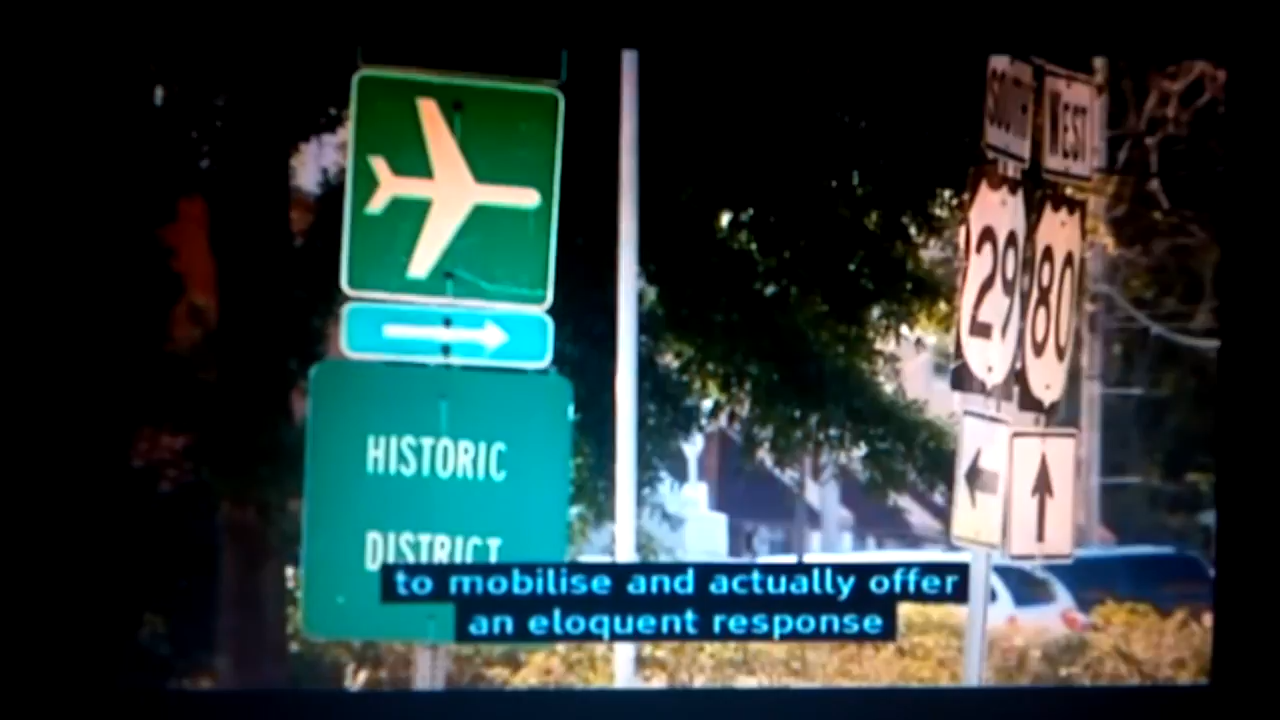 HISTORIC
DISTRICT
SOUTH
WEST
29
80
to mobilise and actually offer
an eloquent response